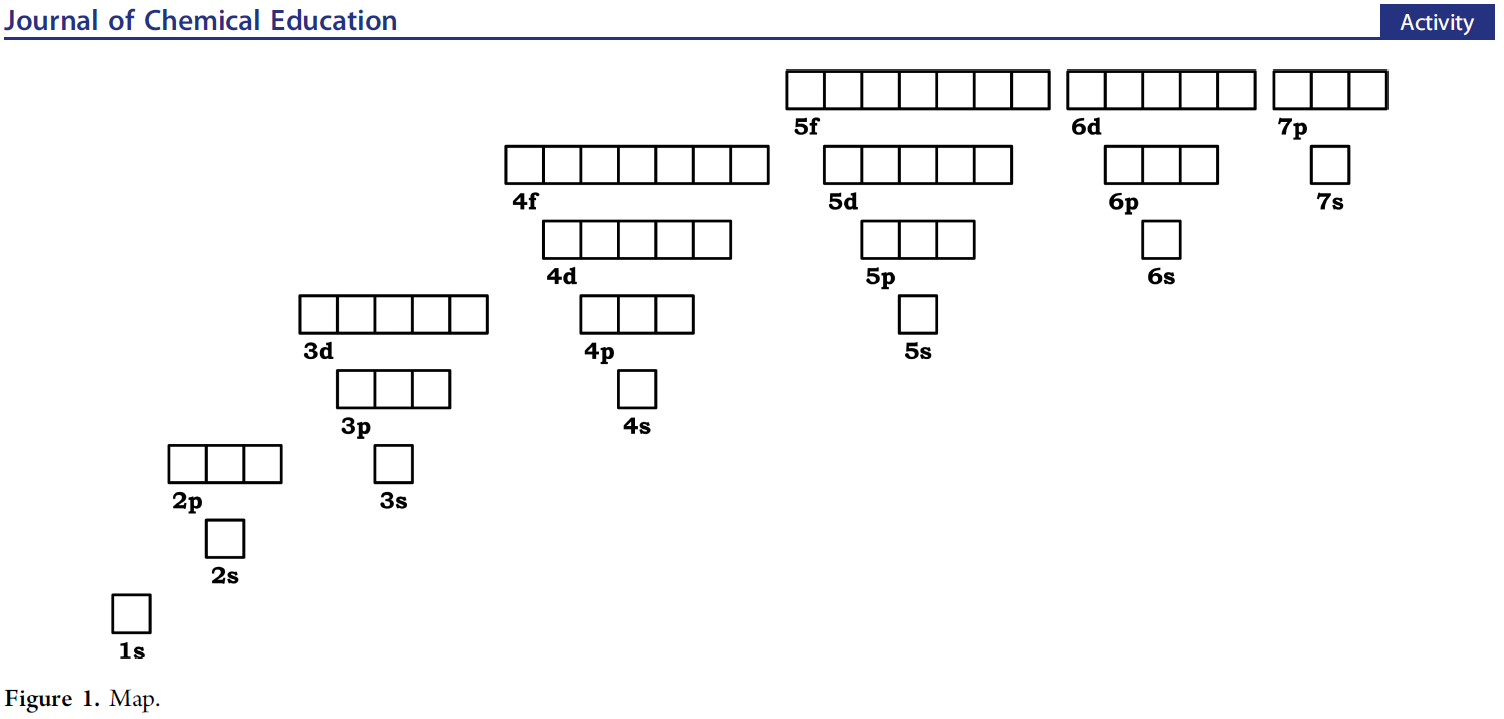 Journal of Chemical Education Activity
5f 6d 7p
4f 5d 6p 7s
4d 5p 6s
3d 4p 5s
3p 4s
2p 3s
2s
1s
Figure 1. Map.